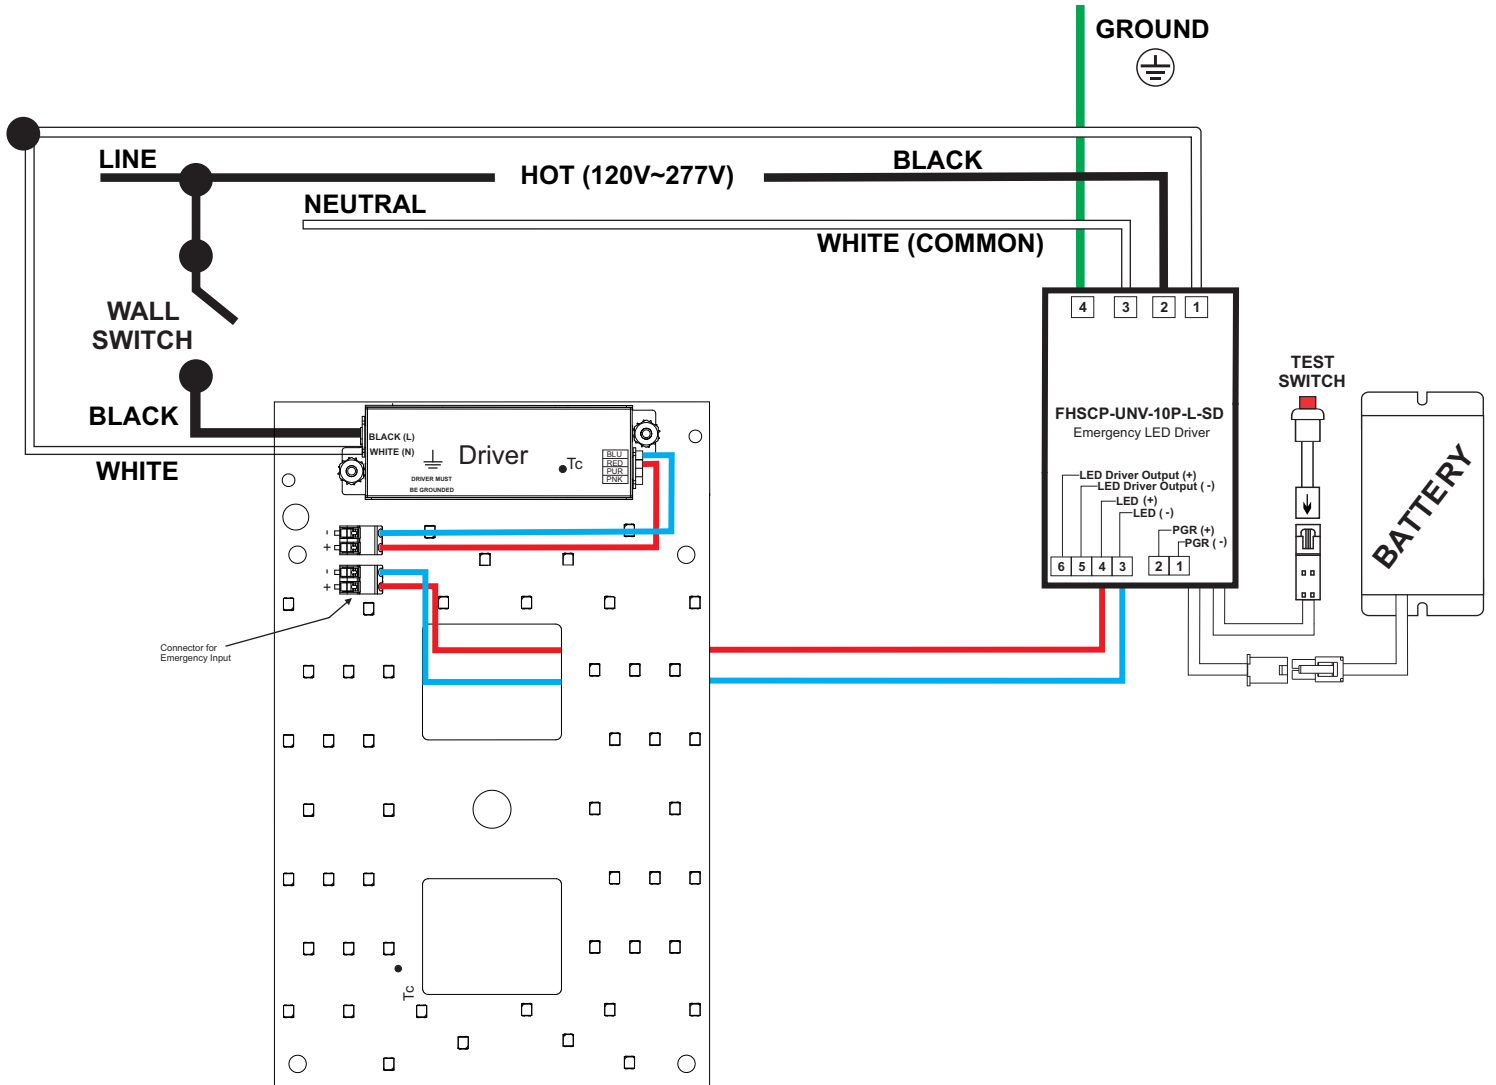 GROUND
LINE
HOT (120V~277V)
BLACK
NEUTRAL
WHITE (COMMON)
WALL
SWITCH
BLACK
WHITE
4 3 2 1
FHSCP-UNV-10P-L-SD
Emergency LED Driver
LED Driver Output (+)
LED Driver Output (-)
LED (+)
LED (-)
PGR (+)
PGR (-)
6 5 4 3 2 1
TEST
SWITCH
BATTERY
BLACK (L)
WHITE (N)
Driver
DRIVER MUST
BE GROUNDED
Tc
BLU
RED
PUR
PNK
-
+
-
+
Connector for
Emergency Input
Tc